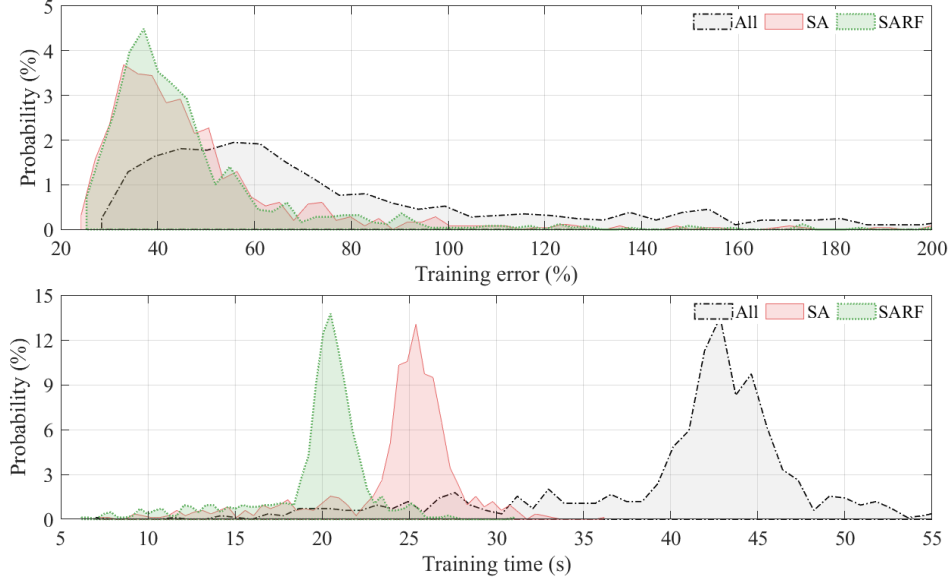 5
4
3
2
1
0
Probability (%)
All SA SARF
20 40 60 80 100 120 140 160 180 200
Training error (%)
15
12
9
6
3
0
Probability (%)
All SA SARF
5 10 15 20 25 30 35 40 45 50 55
Training time (s)